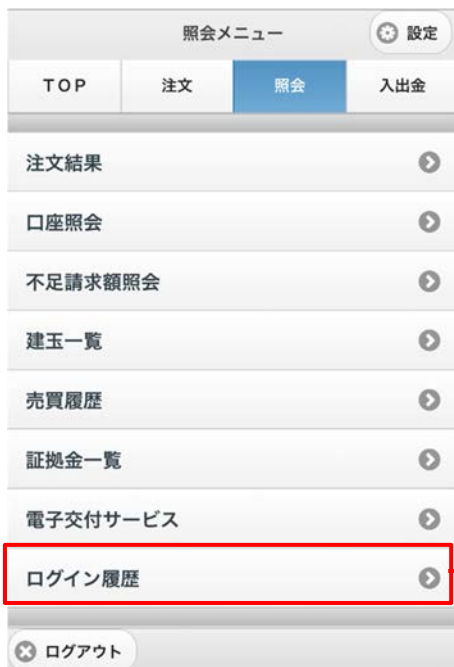 照会メニュー
設定
TOP 注文 照会 入出金
注文結果
口座照会
不足請求額照会
建玉一覧
売買履歴
証拠金一覧
電子交付サービス
ログイン履歴
ログアウト